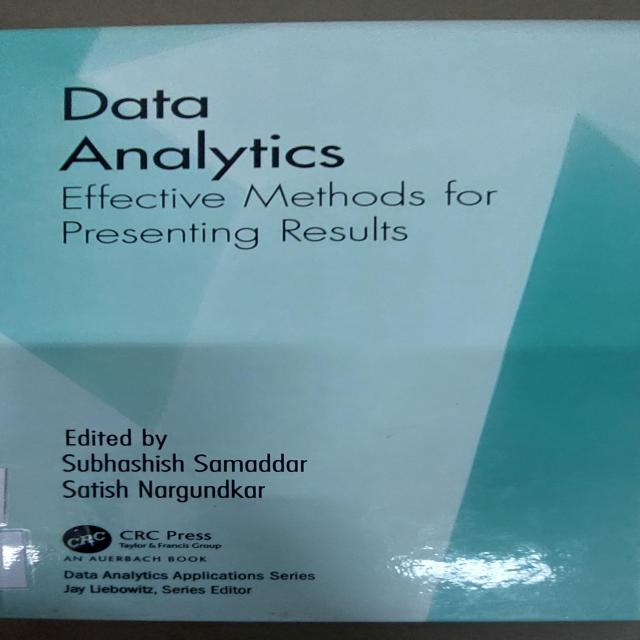 Data
Analytics
Effective Methods for
Presenting Results
Edited by
Subhashish Samaddar
Satish Nargundkar
CRC CRC Press
Taylor & Francis Group
AN AUERBACH BOOK
Data Analytics Applications Series
Jay Liebowitz, Series Editor